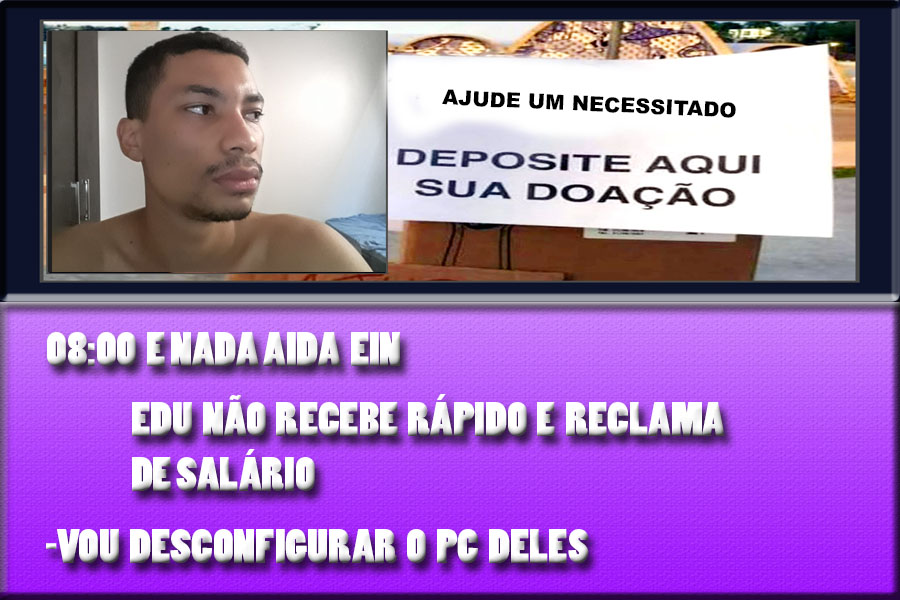 AJUDE UM NECESSITADO
DEPOSITE AQUI
SUA DOAÇÃO
08:00 E NADA AIDA EIN
EDU NÃO RECEBE RÁPIDO E RECLAMA
DE SALÁRIO
-VOU DESCONFIGURAR O PC DELES